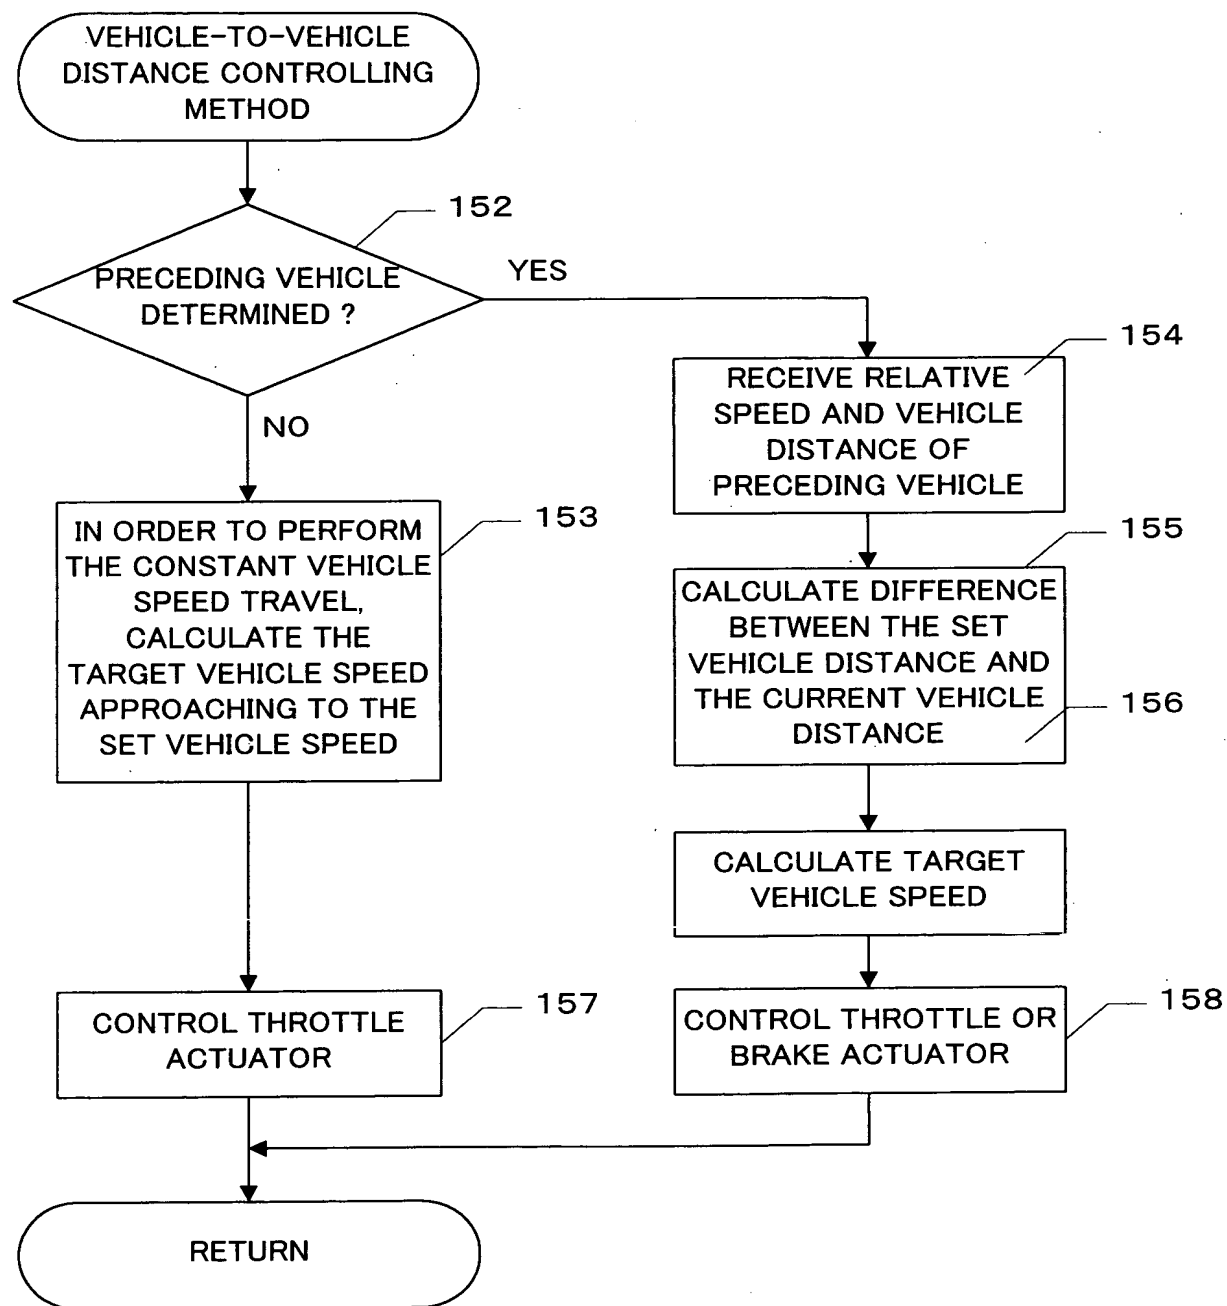 VEHICLE-TO-VEHICLE
DISTANCE CONTROLLING
METHOD
152
PRECEDING VEHICLE
DETERMINED ?
YES
NO
154
RECEIVE RELATIVE
SPEED AND VEHICLE
DISTANCE OF
PRECEDING VEHICLE
153
IN ORDER TO PERFORM
THE CONSTANT VEHICLE
SPEED TRAVEL,
CALCULATE THE
TARGET VEHICLE SPEED
APPROACHING TO THE
SET VEHICLE SPEED
155
CALCULATE DIFFERENCE
BETWEEN THE SET
VEHICLE DISTANCE AND
THE CURRENT VEHICLE
DISTANCE
156
CALCULATE TARGET
VEHICLE SPEED
157
CONTROL THROTTLE
ACTUATOR
158
CONTROL THROTTLE OR
BRAKE ACTUATOR
RETURN